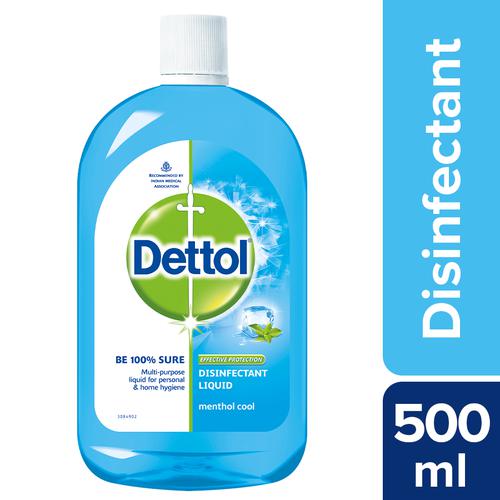 RECOMMENDED BY
INDIAN MEDICAL
ASSOCIATION
Dettol
BE 100% SURE
Multi-purpose
liquid for personal
& home hygiene
3084902
EFFECTIVE PROTECTION
DISINFECTANT
LIQUID
menthol cool
Disinfectant
500
ml